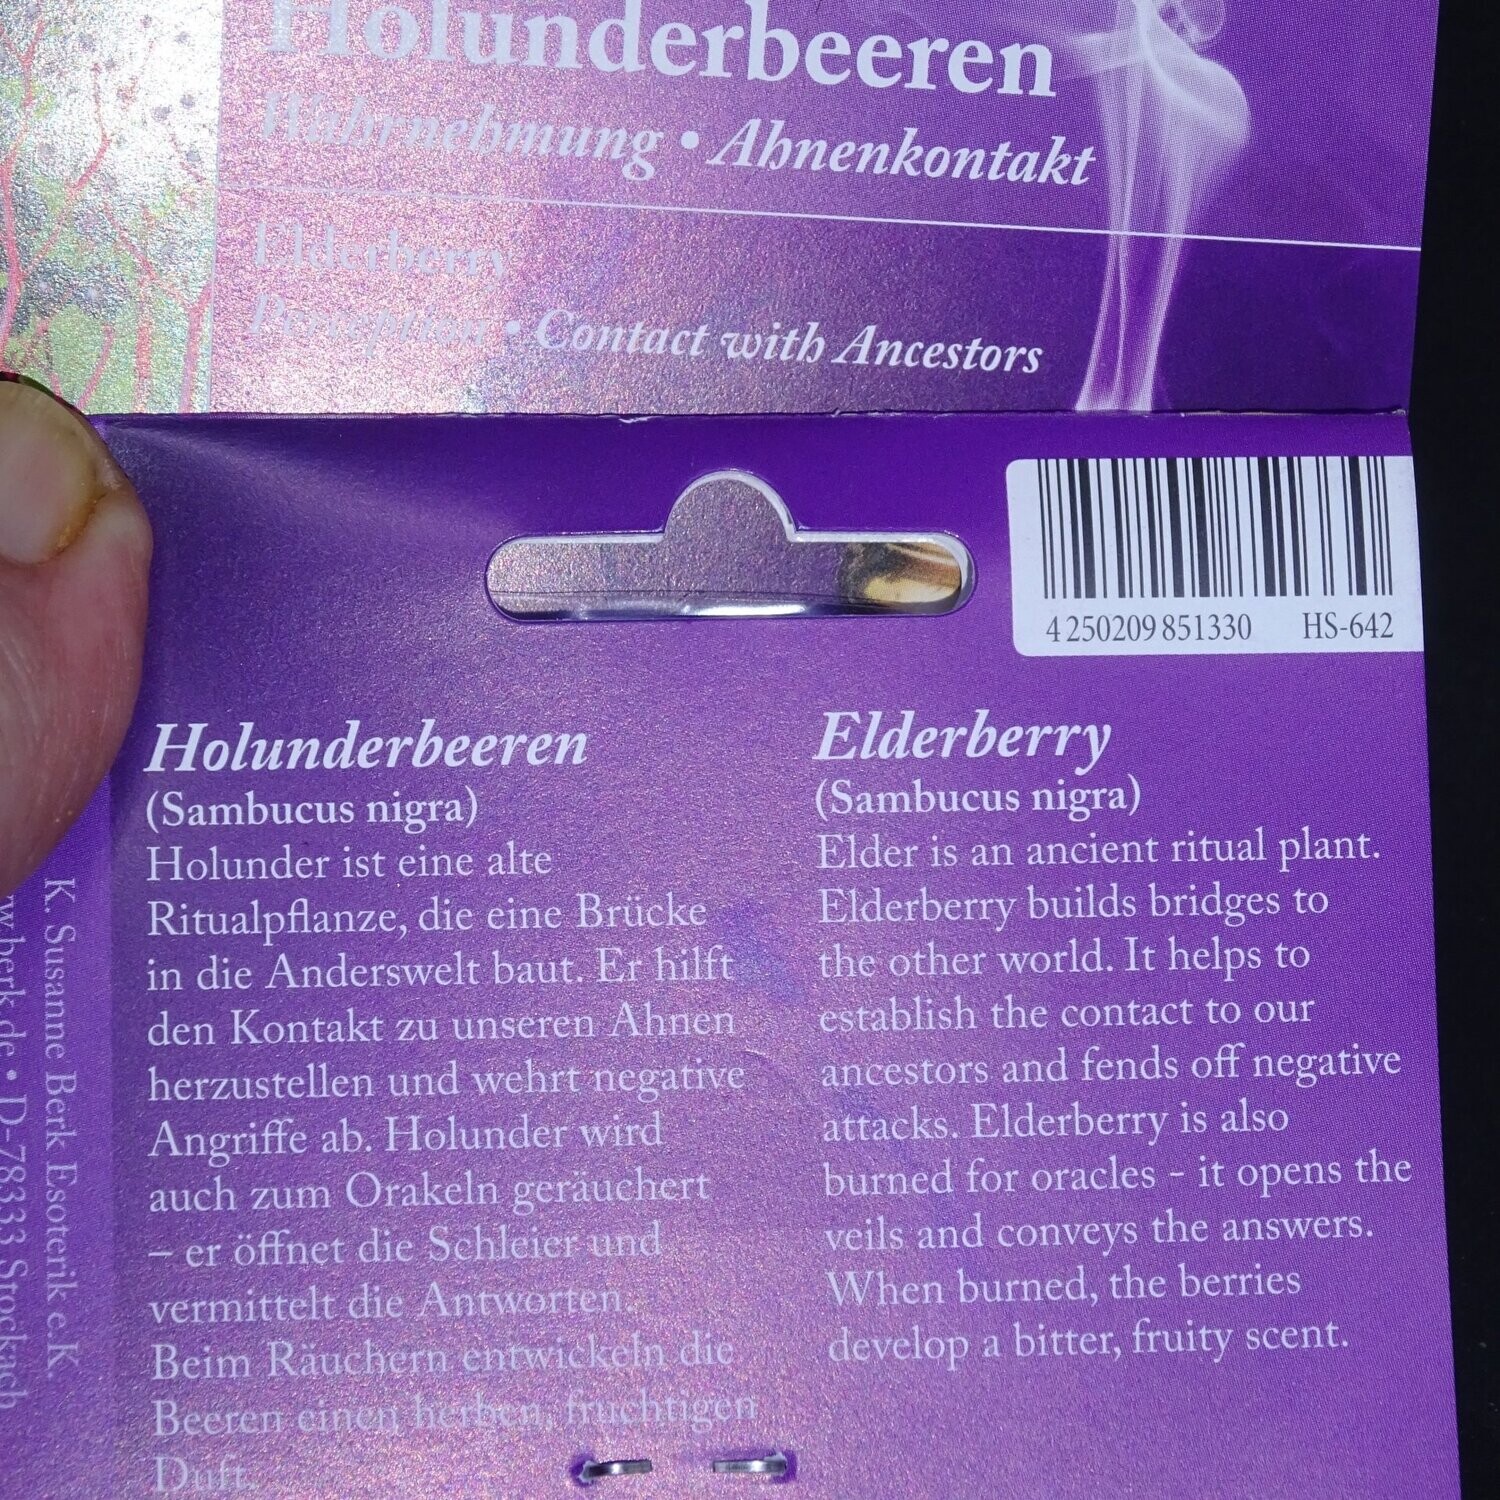 Holunderbeeren
Wahrnehmung • Ahnenkontakt
Elderberry
Perception • Contact with Ancestors
4 250209 851330 HS-642
Holunderbeeren
(Sambucus nigra)
Holunder ist eine alte
Ritualpflanze, die eine Brücke
in die Anderswelt baut. Er hilft
den Kontakt zu unseren Ahnen
herzustellen und wehrt negative
Angriffe ab. Holunder wird
auch zum Orakeln geräuchert
– er öffnet die Schleier und
vermittelt die Antworten.
Beim Räuchern entwickeln die
Beeren einen herben, fruchtigen
Duft.
Elderberry
(Sambucus nigra)
Elder is an ancient ritual plant.
Elderberry builds bridges to
the other world. It helps to
establish the contact to our
ancestors and fends off negative
attacks. Elderberry is also
burned for oracles - it opens the
veils and conveys the answers.
When burned, the berries
develop a bitter, fruity scent.
K. Susanne Berk Esoterik e.K.
w.berk.de • D-78333 Stockach